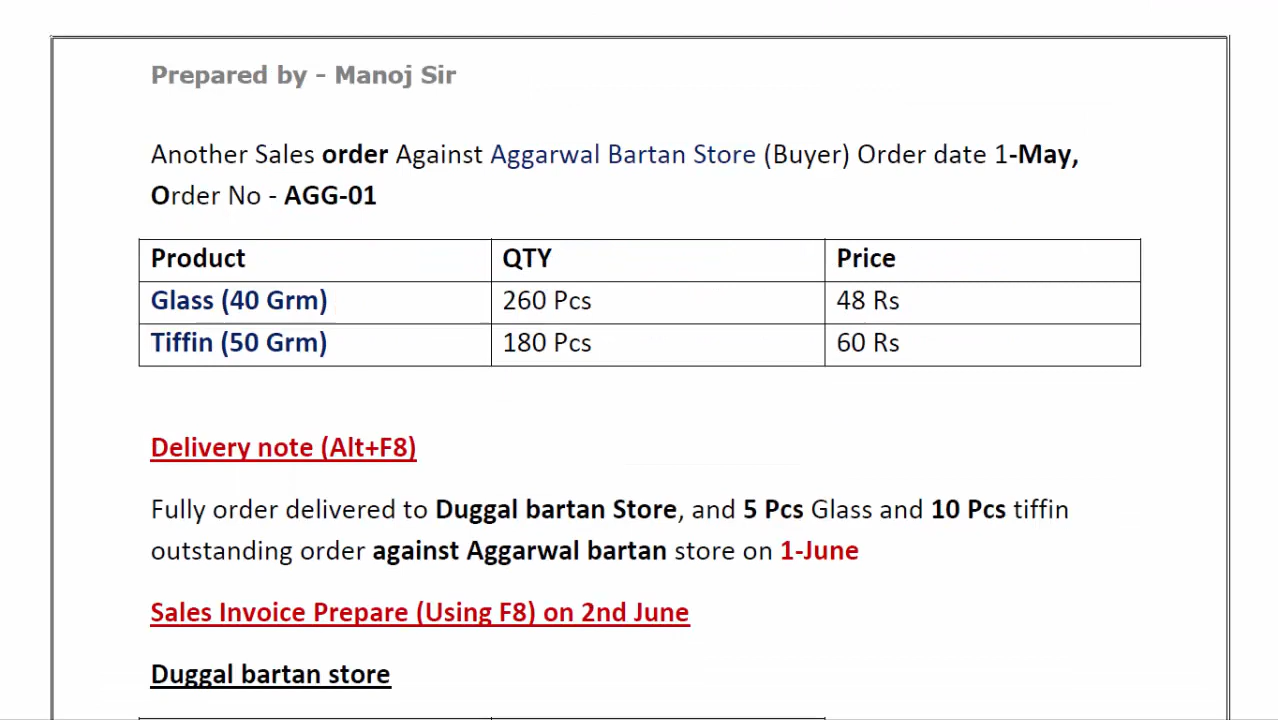 Prepared by - Manoj Sir
Another Sales order Against Aggarwal Bartan Store (Buyer) Order date 1-May,
Order No - AGG-01
Product QTY Price
Glass (40 Grm) 260 Pcs 48 Rs
Tiffin (50 Grm) 180 Pcs 60 Rs
Delivery note (Alt+F8)
Fully order delivered to Duggal bartan Store, and 5 Pcs Glass and 10 Pcs tiffin
outstanding order against Aggarwal bartan store on 1-June
Sales Invoice Prepare (Using F8) on 2nd June
Duggal bartan store